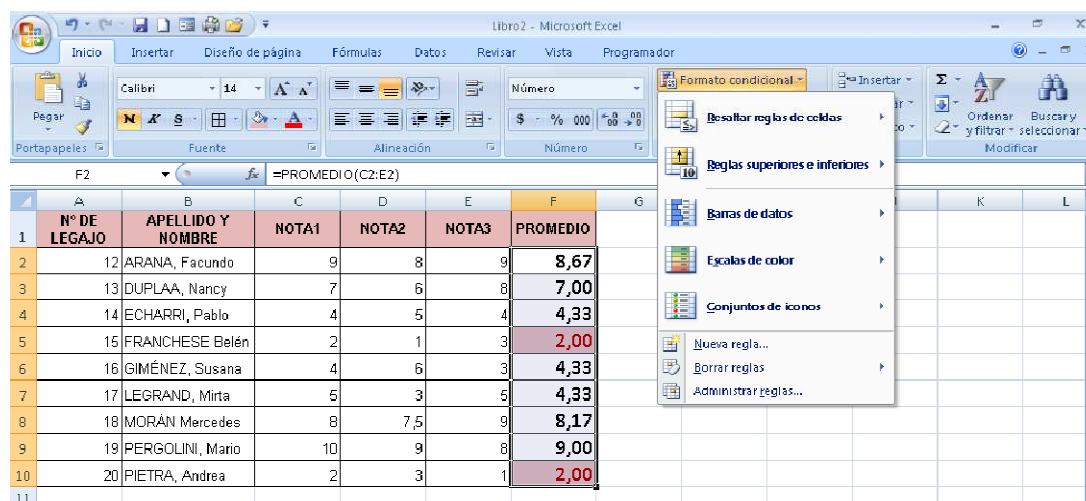 Libro2 - Microsoft Excel
Inicio Insertar Diseño de página Fórmulas Datos Revisar Vista Programador
Pegar
Calibri 14
N K S
Número
$ % 000
Formato condicional
Insertar
Σ
Ordenar y filtrar
Buscar y seleccionar
Portapapeles Fuente Alineación Número Modificar
F2 fx =PROMEDIO(C2:E2)
Resaltar reglas de celdas
Reglas superiores e inferiores
Barras de datos
Escalas de color
Conjuntos de iconos
Nueva regla...
Borrar reglas
Administrar reglas...
A B C D E F G K L
1 N° DE LEGAJO APELLIDO Y NOMBRE NOTA1 NOTA2 NOTA3 PROMEDIO
2 12 ARANA, Facundo 9 8 9 8,67
3 13 DUPLAA, Nancy 7 6 8 7,00
4 14 ECHARRI, Pablo 4 5 4 4,33
5 15 FRANCHESE Belén 2 1 3 2,00
6 16 GIMÉNEZ, Susana 4 6 3 4,33
7 17 LEGRAND, Mirta 5 3 5 4,33
8 18 MORÁN Mercedes 8 7,5 9 8,17
9 19 PERGOLINI, Mario 10 9 8 9,00
10 20 PIETRA, Andrea 2 3 1 2,00
11